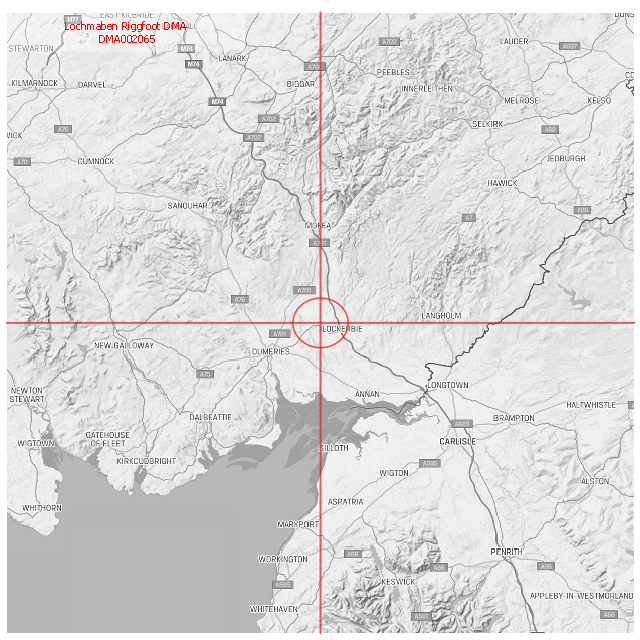 EAST KILBRIDE
M77
Lochmaben Riggfoot DMA
DMA002065
STEWARTON
M74
A703
LAUDER
A697
LANARK
M74
A702
PEEBLES
KILMARNOCK
DARVEL
BIGGAR
INNERLEITHEN
MELROSE
KELSO
M74
A702
A76
SELKIRK
A68
A702
CUMNOCK
A70
JEDBURGH
HAWICK
SANQUHAR
A68
A7
MOFFAT
A701
A700
A76
LANGHOLM
LOCKERBIE
A701
NEW GALLOWAY
DUMFRIES
A75
LONGTOWN
NEWTON
STEWART
ANNAN
HALTWHISTLE
DALBEATTIE
BRAMPTON
A689
WIGTOWN
GATEHOUSE
OF FLEET
CARLISLE
SILLOTH
KIRKCUDBRIGHT
A595
WIGTON
ALSTON
WHITHORN
ASPATRIA
MARYPORT
PENRITH
A66
WORKINGTON
A66
A66
KESWICK
A595
APPLEBY-IN-WESTMORLAND
WHITEHAVEN
A591
A66